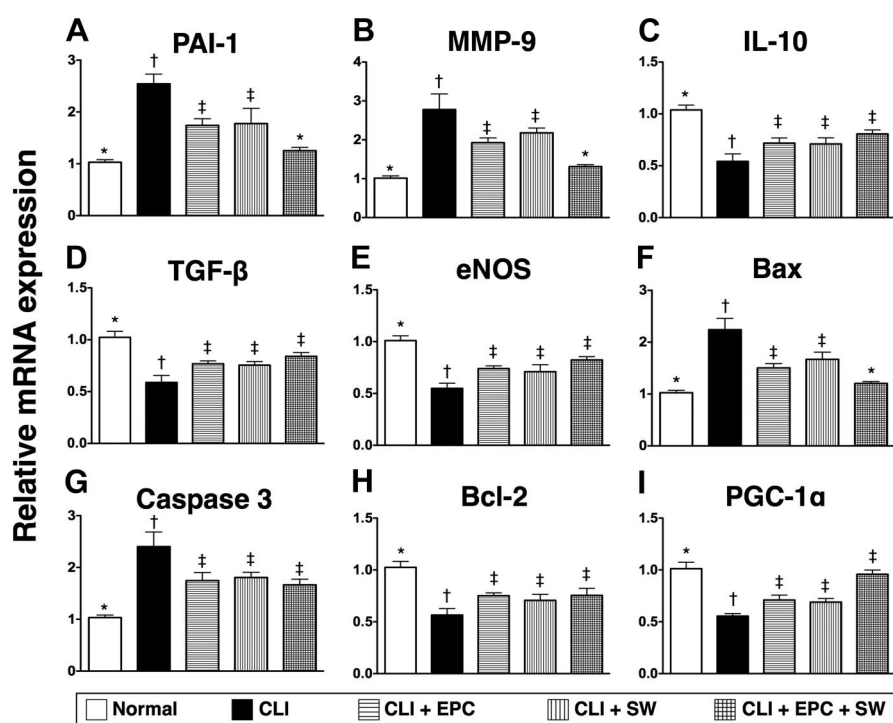 Relative mRNA expression
A PAI-1
3
2
1
0
* † ‡ ‡ *
B MMP-9
4
3
2
1
0
* † ‡ ‡ *
C IL-10
1.5
1.0
0.5
0.0
* † ‡ ‡ ‡
D TGF-β
1.5
1.0
0.5
0.0
* † ‡ ‡ ‡
E eNOS
1.5
1.0
0.5
0.0
* † ‡ ‡ ‡
F Bax
3
2
1
0
* † ‡ ‡ *
G Caspase 3
3
2
1
0
* † ‡ ‡ ‡
H Bcl-2
1.5
1.0
0.5
0.0
* † ‡ ‡ ‡
I PGC-1α
1.5
1.0
0.5
0.0
* † ‡ ‡ ‡
Normal CLI CLI + EPC CLI + SW CLI + EPC + SW